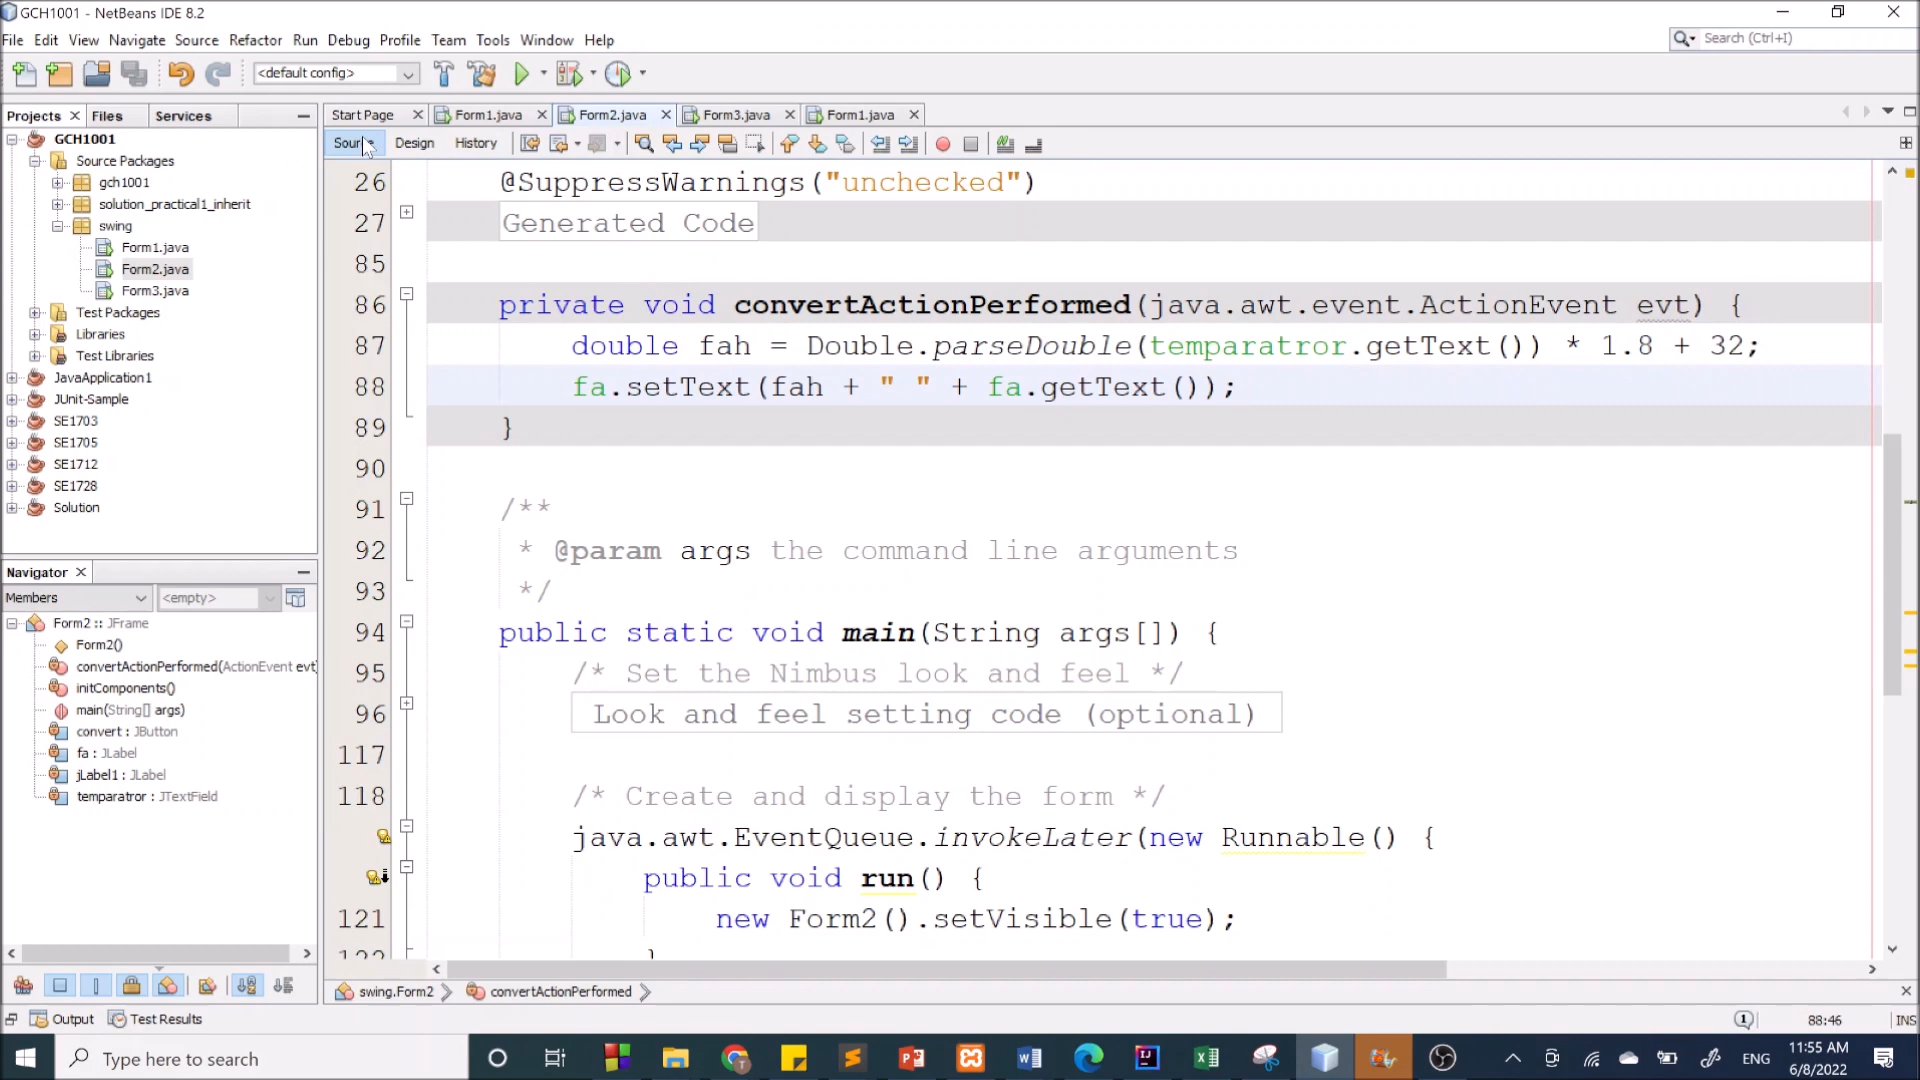 GCH1001 - NetBeans IDE 8.2
File Edit View Navigate Source Refactor Run Debug Profile Team Tools Window Help
Search (Ctrl+I)
<default config>
Projects Files Services
Start Page Form1.java Form2.java Form3.java Form1.java
Design History
GCH1001
Source Packages
gch1001
solution_practical1_inherit
swing
Form1.java
Form2.java
Form3.java
Test Packages
Libraries
Test Libraries
JavaApplication1
JUnit-Sample
SE1703
SE1705
SE1712
SE1728
Solution
26 @SuppressWarnings("unchecked")
27 Generated Code
85
86 private void convertActionPerformed(java.awt.event.ActionEvent evt) {
87 double fah = Double.parseDouble(temparatror.getText()) * 1.8 + 32;
88 fa.setText(fah + " " + fa.getText());
89 }
90
91 /**
92 * @param args the command line arguments
93 */
94 public static void main(String args[]) {
95 /* Set the Nimbus look and feel */
96 Look and feel setting code (optional)
117
118 /* Create and display the form */
java.awt.EventQueue.invokeLater(new Runnable() {
public void run() {
121 new Form2().setVisible(true);
122 }
Navigator
Members <empty>
Form2 :: JFrame
Form2()
convertActionPerformed(ActionEvent evt)
initComponents()
main(String[] args)
convert : JButton
fa : JLabel
jLabel1 : JLabel
temparatror : JTextField
swing.Form2 convertActionPerformed
Output Test Results
1 88:46 INS
Type here to search
ENG
11:55 AM
6/8/2022